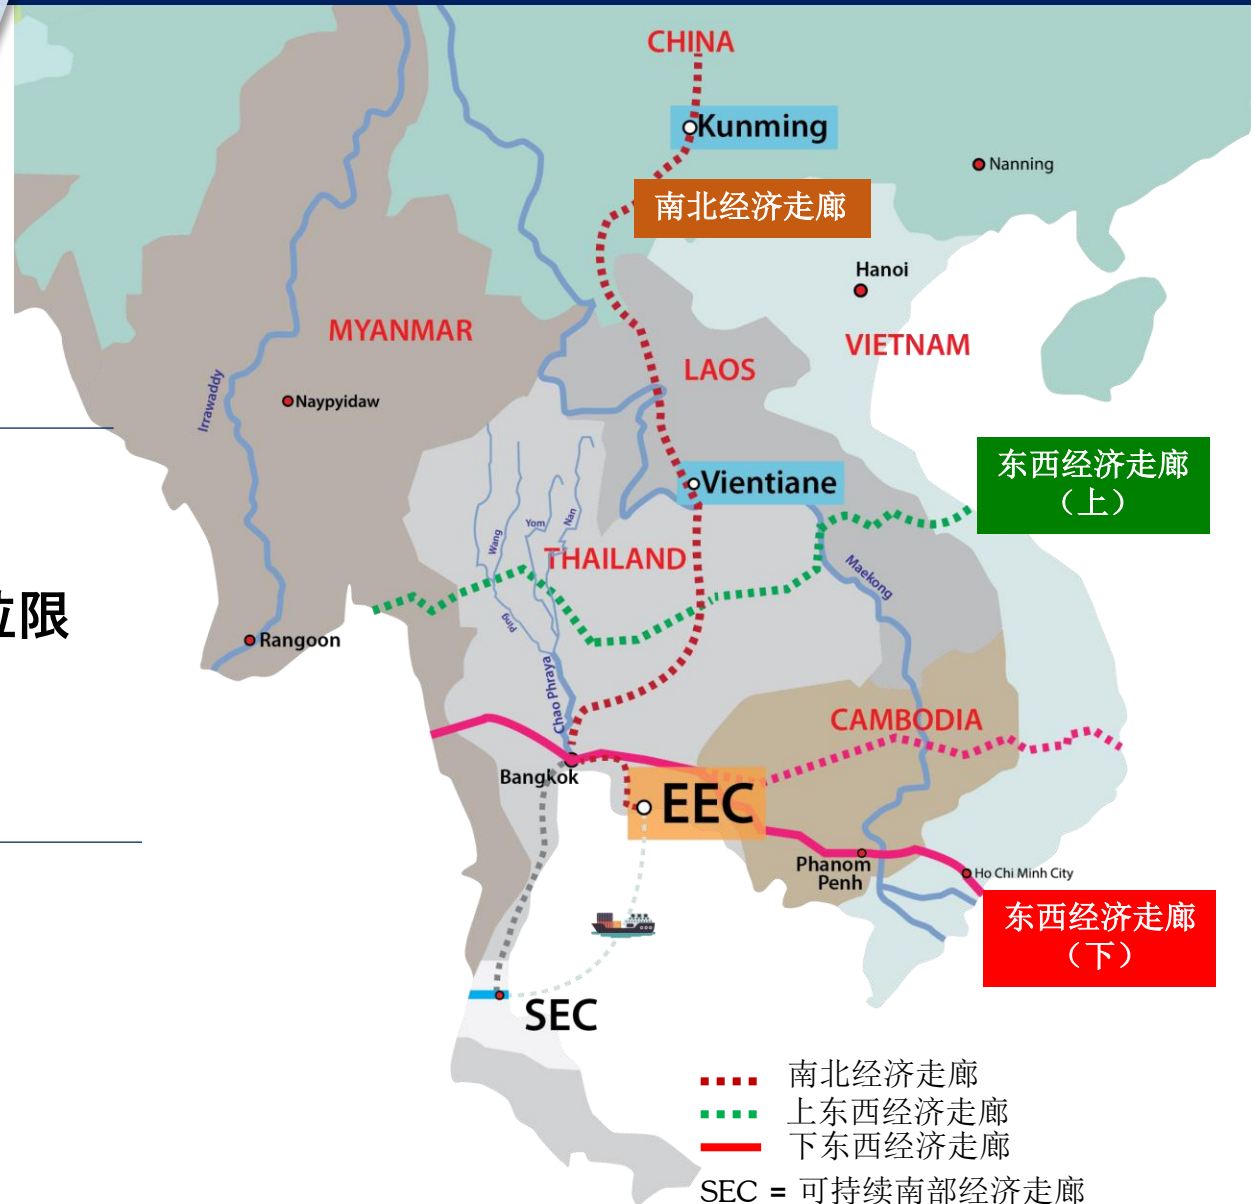 CHINA
Kunming
Nanning
南北经济走廊
Hanoi
MYANMAR
VIETNAM
LAOS
Irrawaddy
Naypyidaw
东西经济走廊
（上）
Vientiane
Wang
Yom
Nan
THAILAND
Maekong
Ping
位限
Rangoon
Chao Phraya
CAMBODIA
Bangkok
EEC
Phanom
Penh
Ho Chi Minh City
东西经济走廊
（下）
SEC
南北经济走廊
上东西经济走廊
下东西经济走廊
SEC = 可持续南部经济走廊